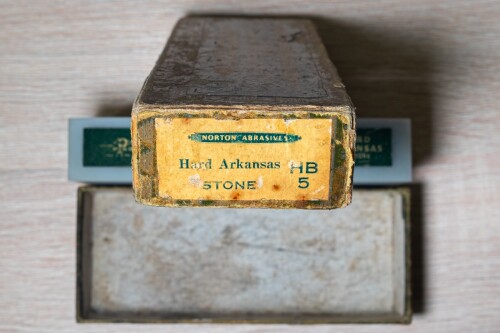 NORTON ABRASIVES
Hard Arkansas HB
STONE 5